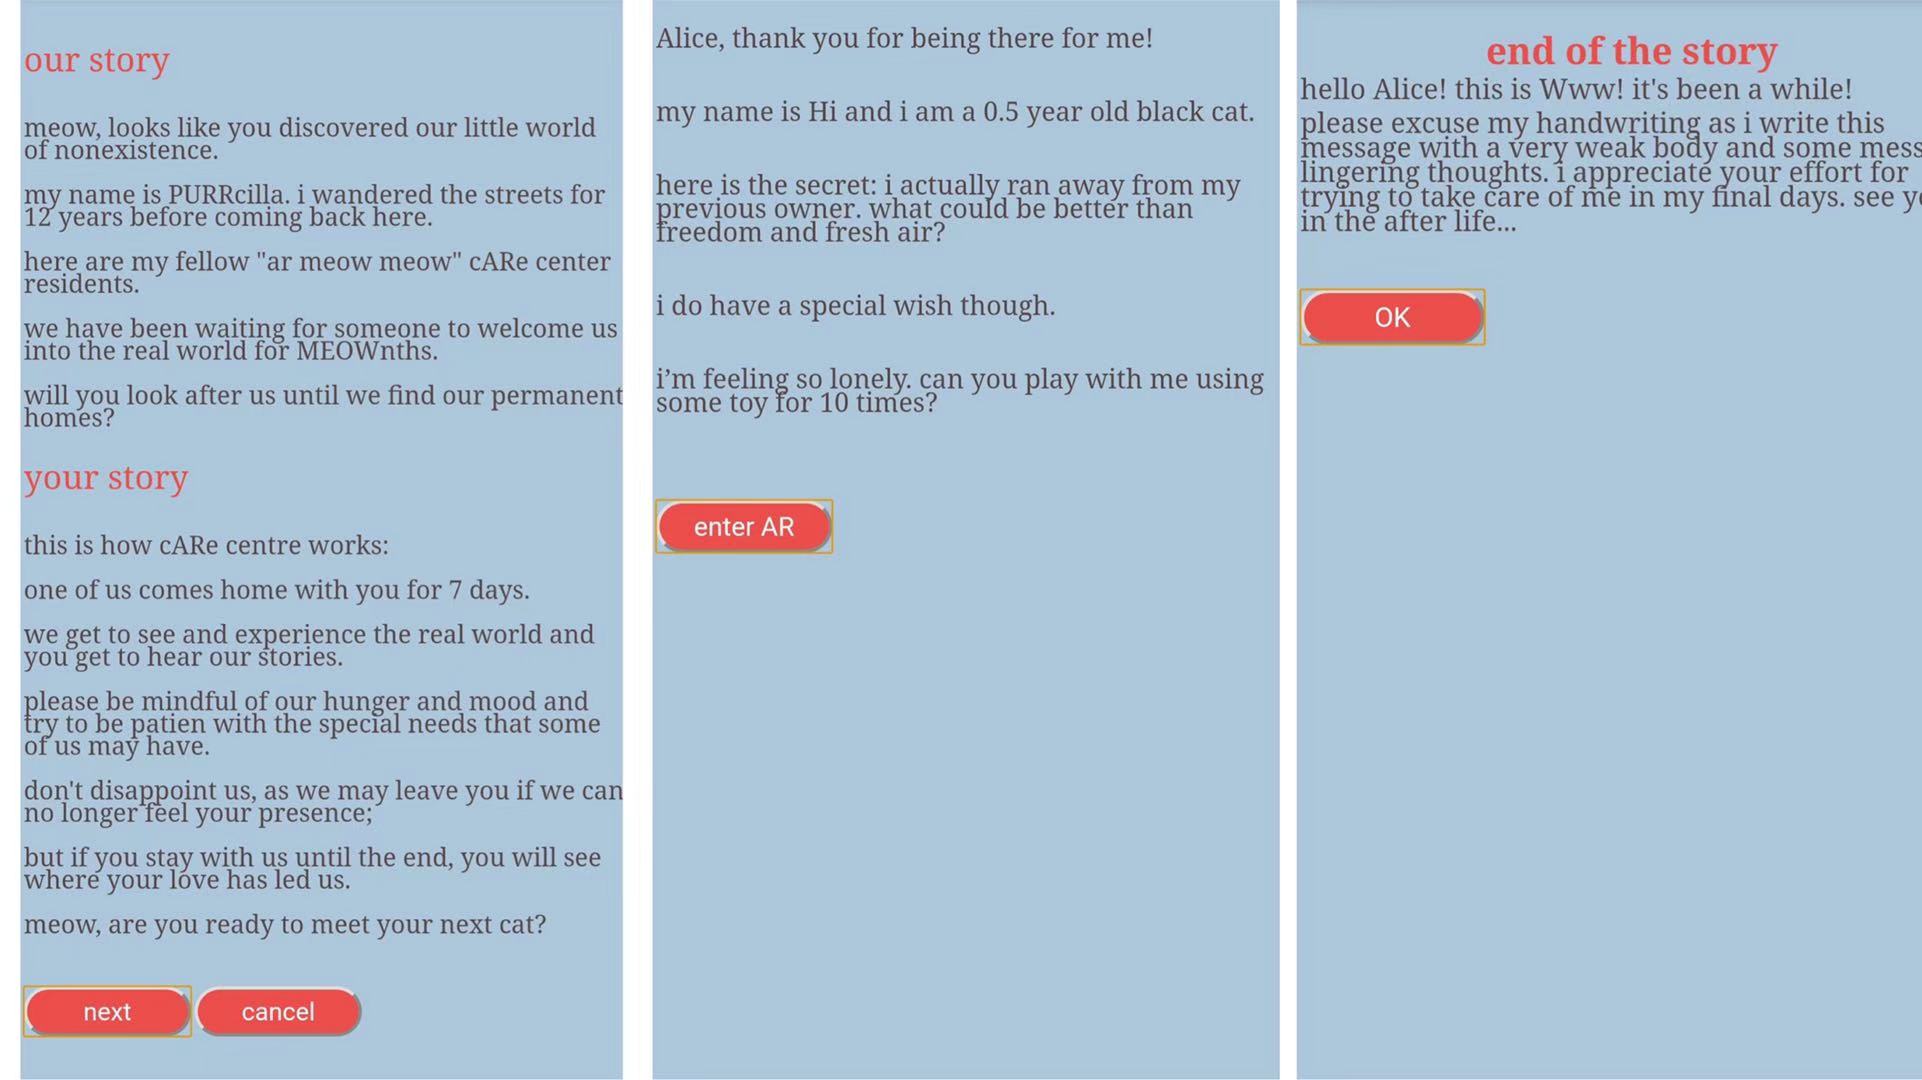 our story
meow, looks like you discovered our little world
of nonexistence.
my name is PURRcilla. i wandered the streets for
12 years before coming back here.
here are my fellow "ar meow meow" cARe center
residents.
we have been waiting for someone to welcome us
into the real world for MEOWnths.
will you look after us until we find our permanent
homes?
your story
this is how cARe centre works:
one of us comes home with you for 7 days.
we get to see and experience the real world and
you get to hear our stories.
please be mindful of our hunger and mood and
try to be patien with the special needs that some
of us may have.
don't disappoint us, as we may leave you if we can
no longer feel your presence;
but if you stay with us until the end, you will see
where your love has led us.
meow, are you ready to meet your next cat?
next cancel
Alice, thank you for being there for me!
my name is Hi and i am a 0.5 year old black cat.
here is the secret: i actually ran away from my
previous owner. what could be better than
freedom and fresh air?
i do have a special wish though.
i’m feeling so lonely. can you play with me using
some toy for 10 times?
enter AR
end of the story
hello Alice! this is Www! it's been a while!
please excuse my handwriting as i write this
message with a very weak body and some mess
lingering thoughts. i appreciate your effort for
trying to take care of me in my final days. see
in the after life...
OK